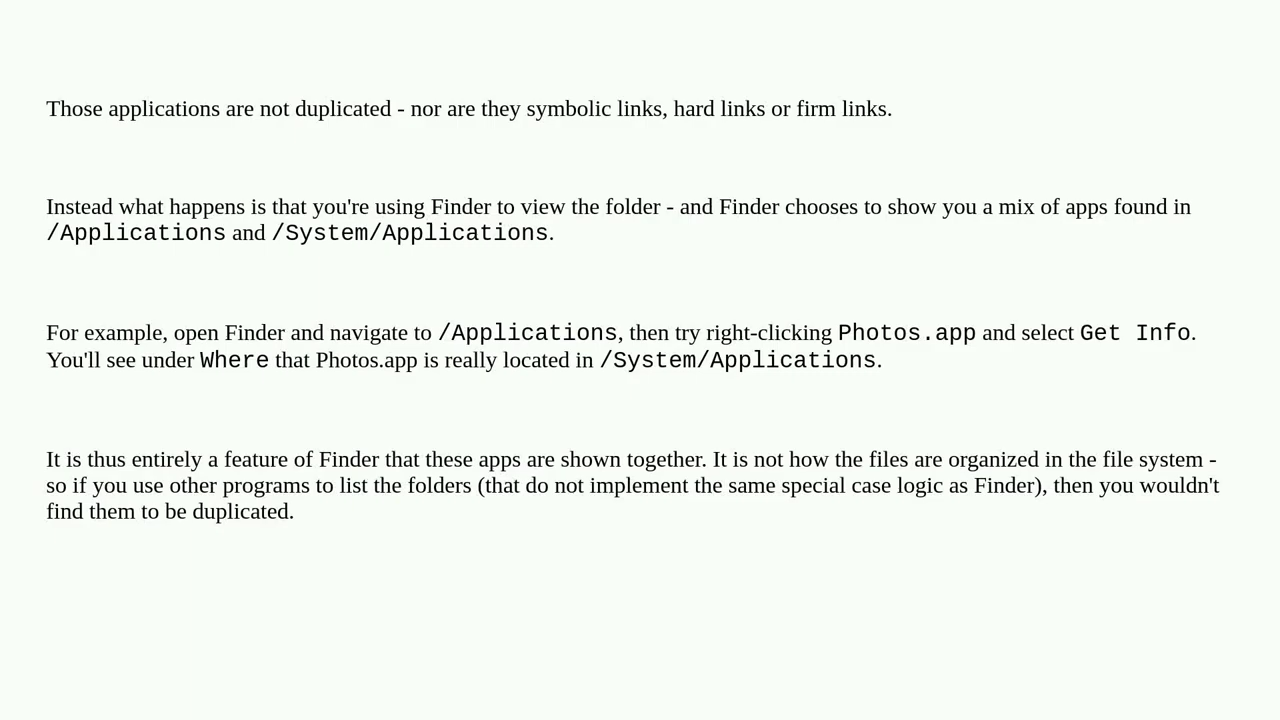 Those applications are not duplicated - nor are they symbolic links, hard links or firm links.
Instead what happens is that you're using Finder to view the folder - and Finder chooses to show you a mix of apps found in
/Applications and /System/Applications.
For example, open Finder and navigate to /Applications, then try right-clicking Photos.app and select Get Info.
You'll see under Where that Photos.app is really located in /System/Applications.
It is thus entirely a feature of Finder that these apps are shown together. It is not how the files are organized in the file system -
so if you use other programs to list the folders (that do not implement the same special case logic as Finder), then you wouldn't
find them to be duplicated.